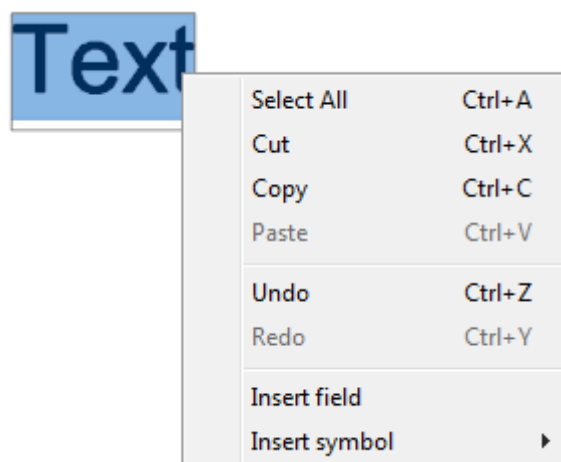 Text
Select All Ctrl+A
Cut Ctrl+X
Copy Ctrl+C
Paste Ctrl+V
Undo Ctrl+Z
Redo Ctrl+Y
Insert field
Insert symbol